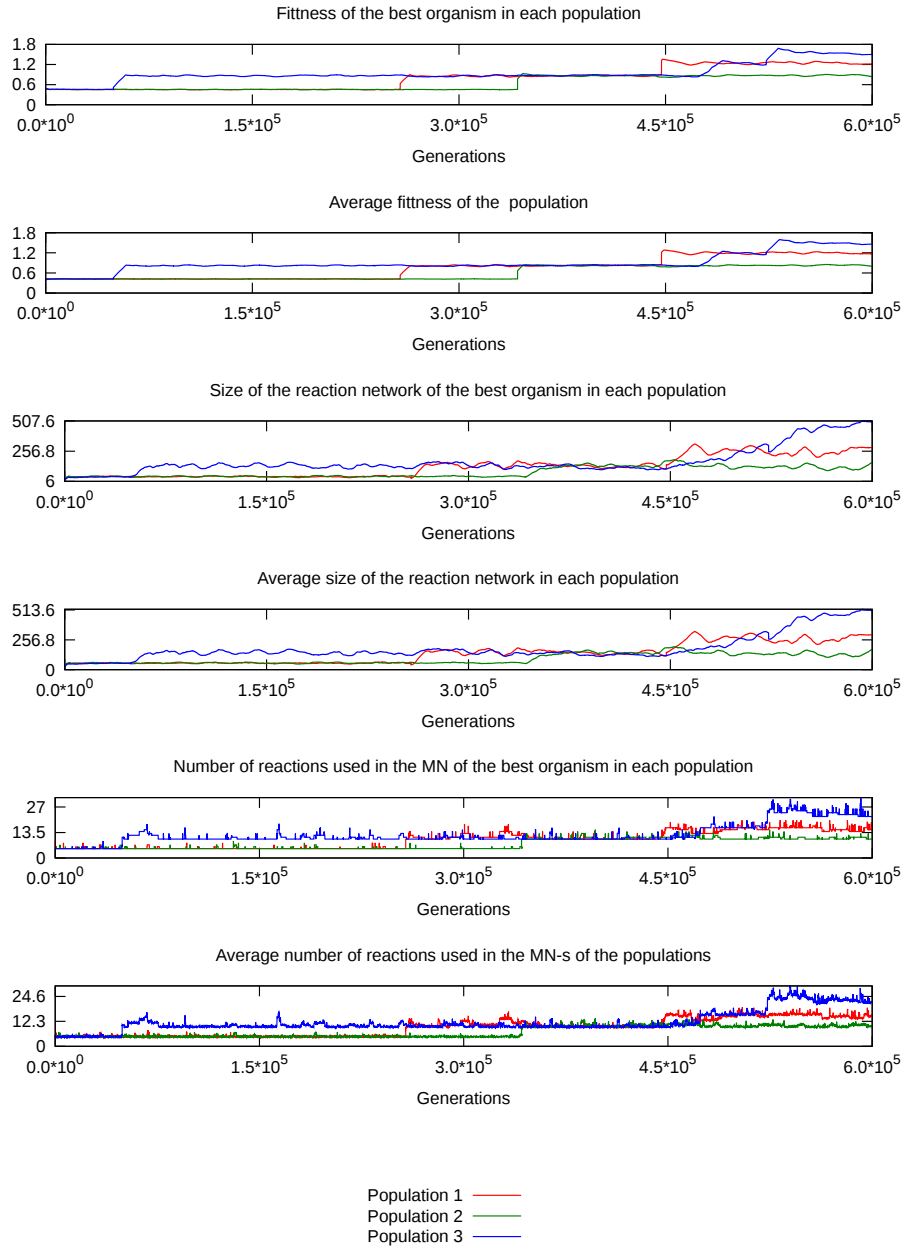 Fittness of the best organism in each population
1.8
1.2
0.6
0
0.0*10^0 1.5*10^5 3.0*10^5 4.5*10^5 6.0*10^5
Generations
Average fittness of the  population
1.8
1.2
0.6
0
0.0*10^0 1.5*10^5 3.0*10^5 4.5*10^5 6.0*10^5
Generations
Size of the reaction network of the best organism in each population
507.6
256.8
6
0.0*10^0 1.5*10^5 3.0*10^5 4.5*10^5 6.0*10^5
Generations
Average size of the reaction network in each population
513.6
256.8
0
0.0*10^0 1.5*10^5 3.0*10^5 4.5*10^5 6.0*10^5
Generations
Number of reactions used in the MN of the best organism in each population
27
13.5
0
0.0*10^0 1.5*10^5 3.0*10^5 4.5*10^5 6.0*10^5
Generations
Average number of reactions used in the MN-s of the populations
24.6
12.3
0
0.0*10^0 1.5*10^5 3.0*10^5 4.5*10^5 6.0*10^5
Generations
Population 1
Population 2
Population 3